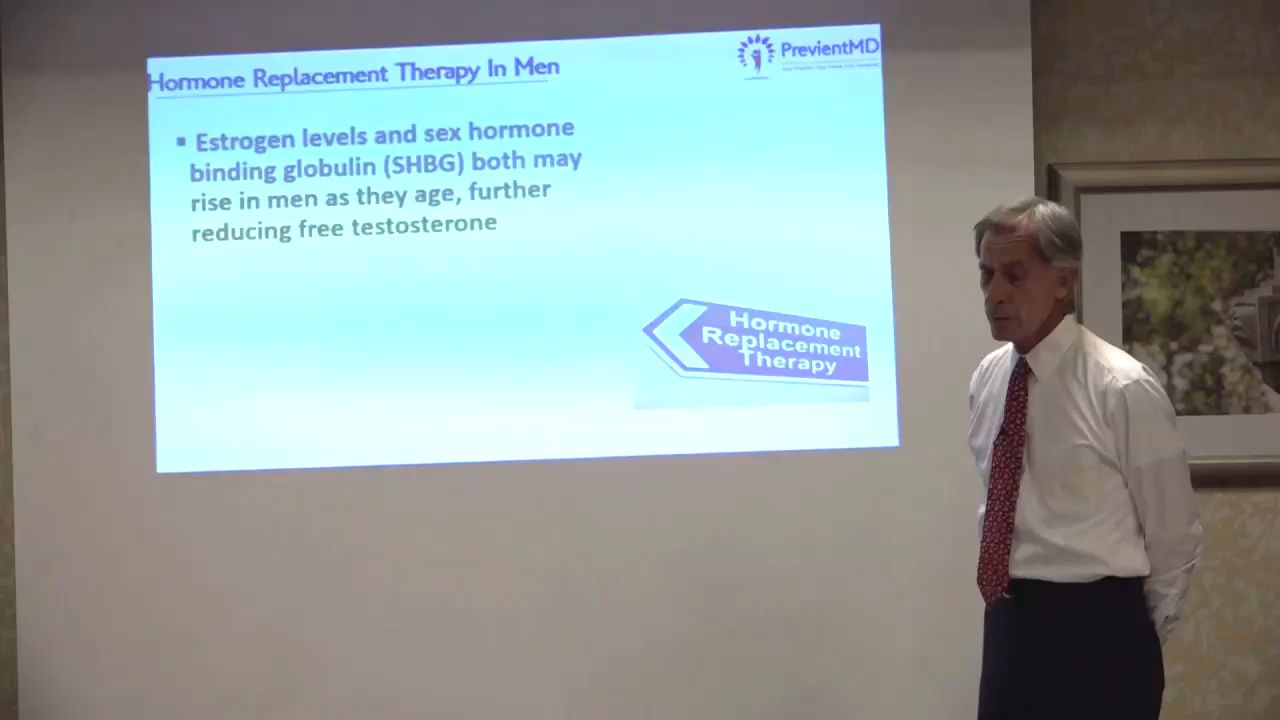 Hormone Replacement Therapy In Men
PrevientMD
▪ Estrogen levels and sex hormone
binding globulin (SHBG) both may
rise in men as they age, further
reducing free testosterone
Hormone
Replacement
Therapy